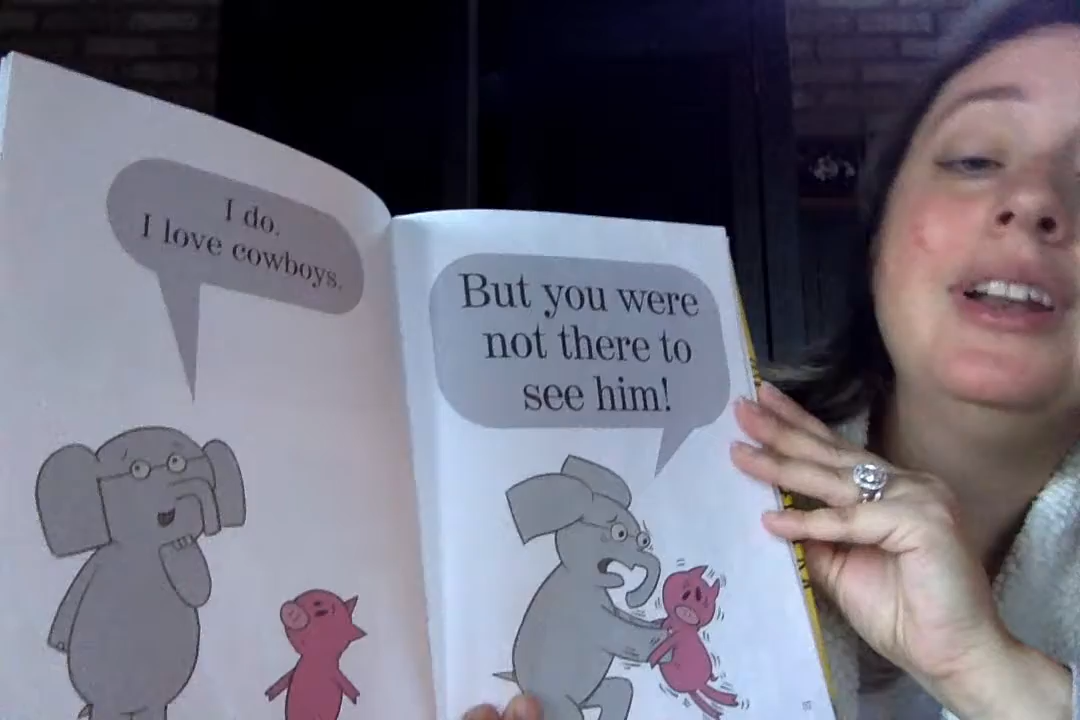 I do.
I love cowboys.
But you were
not there to
see him!